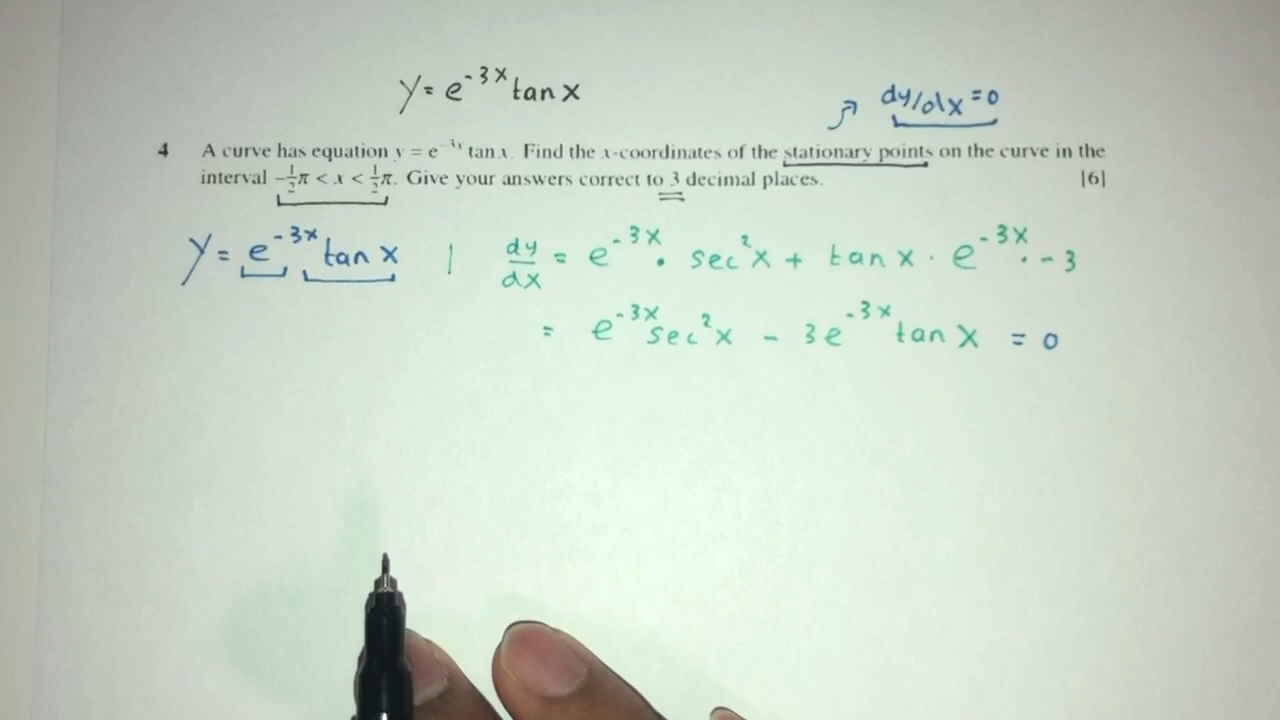 y = e^-3x tan x
dy/dx = 0
4 A curve has equation y = e^-3x tan x. Find the x-coordinates of the stationary points on the curve in the
interval -½π < x < ½π. Give your answers correct to 3 decimal places. [6]
y = e^-3x tan x | dy/dx = e^-3x . sec²x + tan x . e^-3x . -3
= e^-3x sec²x - 3e^-3x tan x = 0